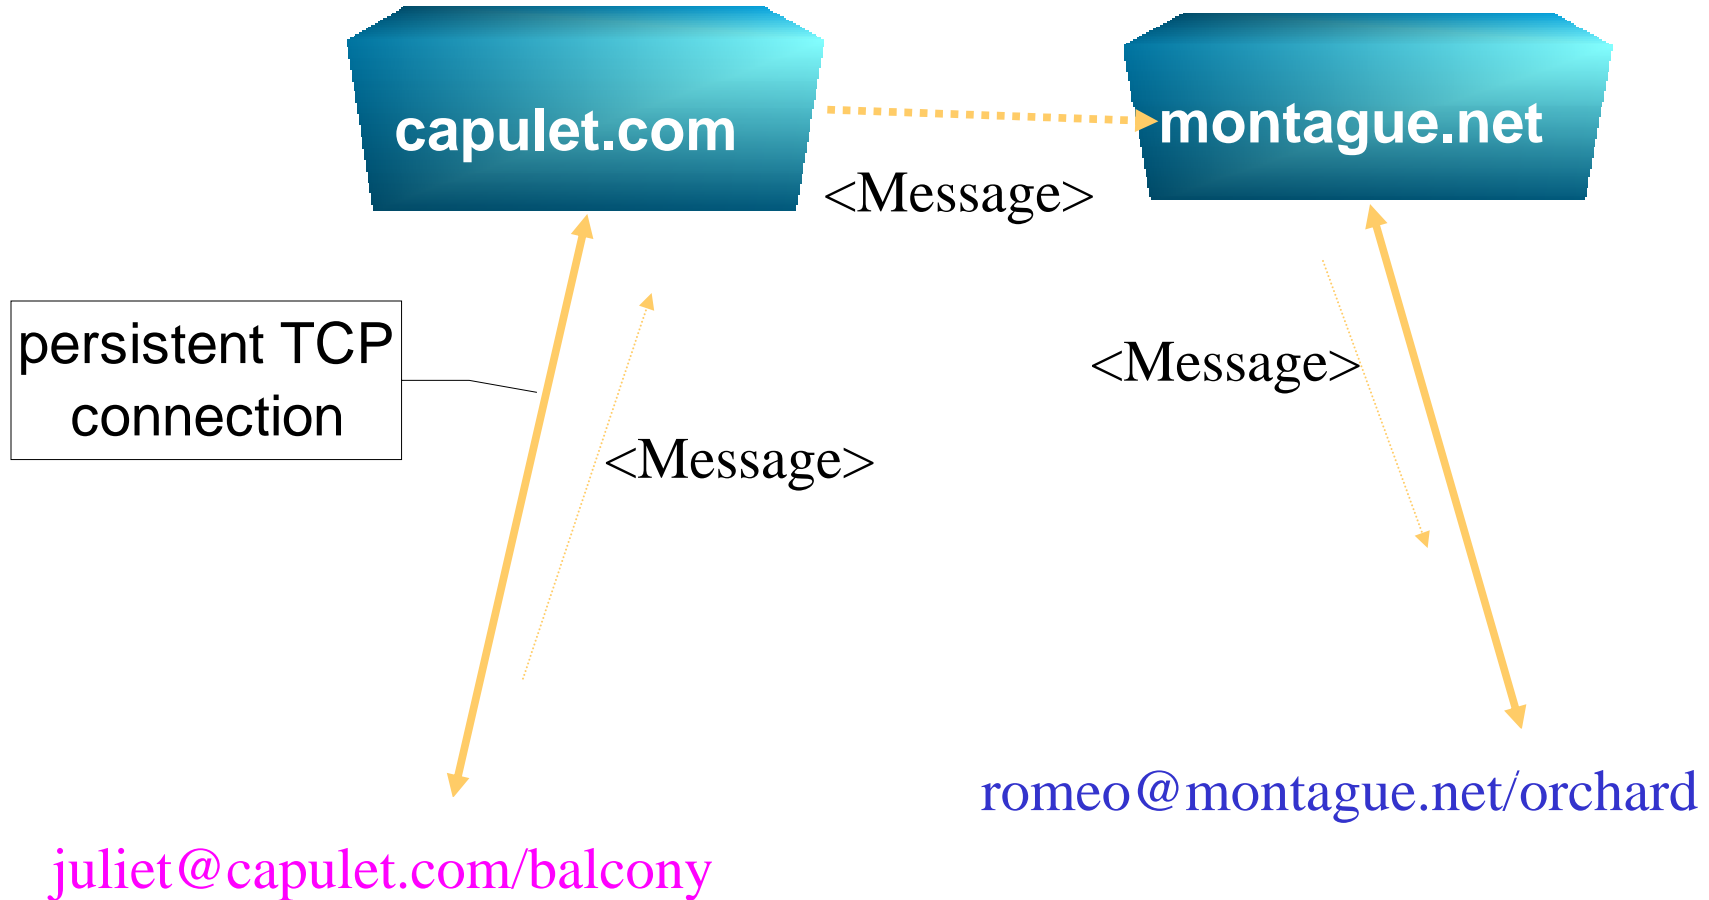 capulet.com
montague.net
<Message>
persistent TCP
connection
<Message>
<Message>
romeo@montague.net/orchard
juliet@capulet.com/balcony